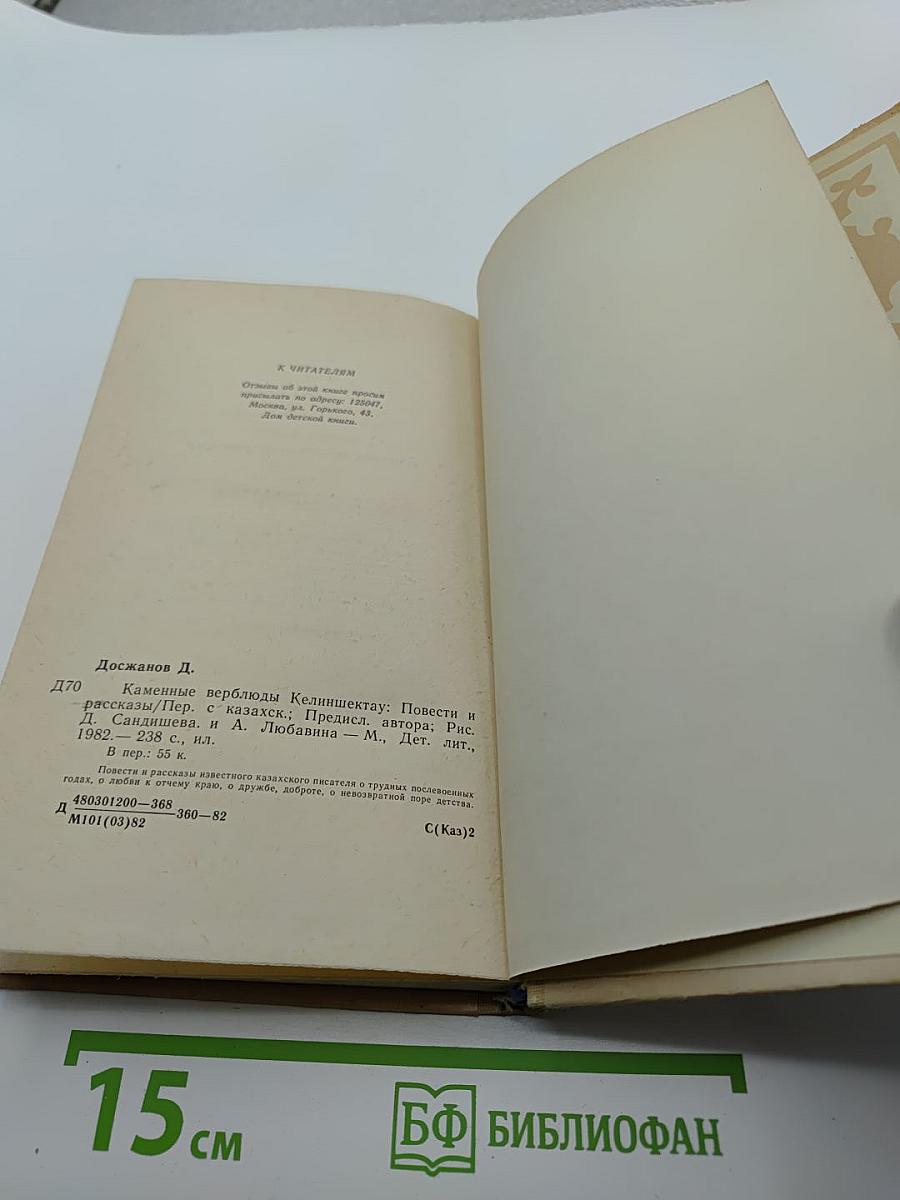 К ЧИТАТЕЛЯМ
Отзывы об этой книге просим
присылать по адресу: 125047,
Москва, ул. Горького, 43.
Дом детской книги.
Досжанов Д.
Д70 Каменные верблюды Келиншектау: Повести и
рассказы/Пер. с казахск.; Предисл. автора; Рис.
Д. Сандишева. и А. Любавина — М., Дет. лит.,
1982.— 238 с., ил.
В пер.: 55 к.
Повести и рассказы известного казахского писателя о трудных послевоенных
годах, о любви к отчему краю, о дружбе, доброте, о невозвратной поре детства.
Д 480301200—368
М101(03)82 360—82
С(Каз)2
15 см
БФ БИБЛИОФАН